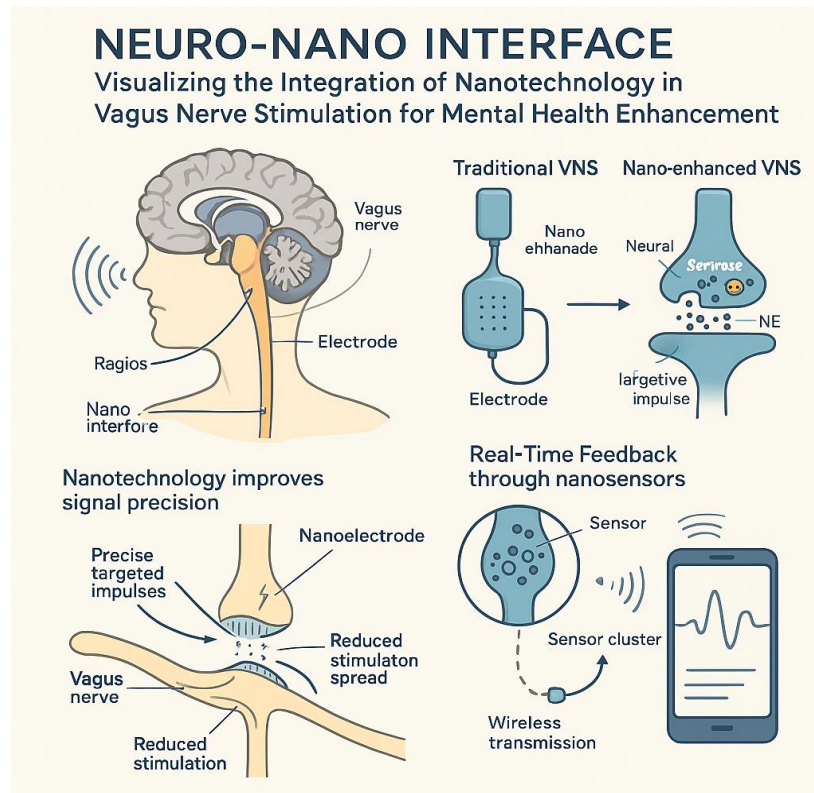 NEURO-NANO INTERFACE
Visualizing the Integration of Nanotechnology in
Vagus Nerve Stimulation for Mental Health Enhancement
Vagus
nerve
Electrode
Ragios
Nano
interfore
Traditional VNS
Nano-enhanced VNS
Nano
ehhanade
Neural
Serirose
NE
Electrode
largetive
impulse
Nanotechnology improves
signal precision
Nanoelectrode
Precise
targeted
impulses
Reduced
stimulaton
spread
Vagus
nerve
Reduced
stimulation
Real-Time Feedback
through nanosensors
Sensor
Sensor cluster
Wireless
transmission